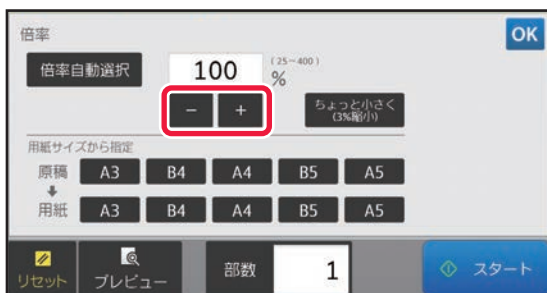 倍率
OK
倍率自動選択
100
(25~400)
%
-
+
ちょっと小さく
(3%縮小)
用紙サイズから指定
原稿 A3 B4 A4 B5 A5
用紙 A3 B4 A4 B5 A5
リセット
プレビュー
部数
1
スタート